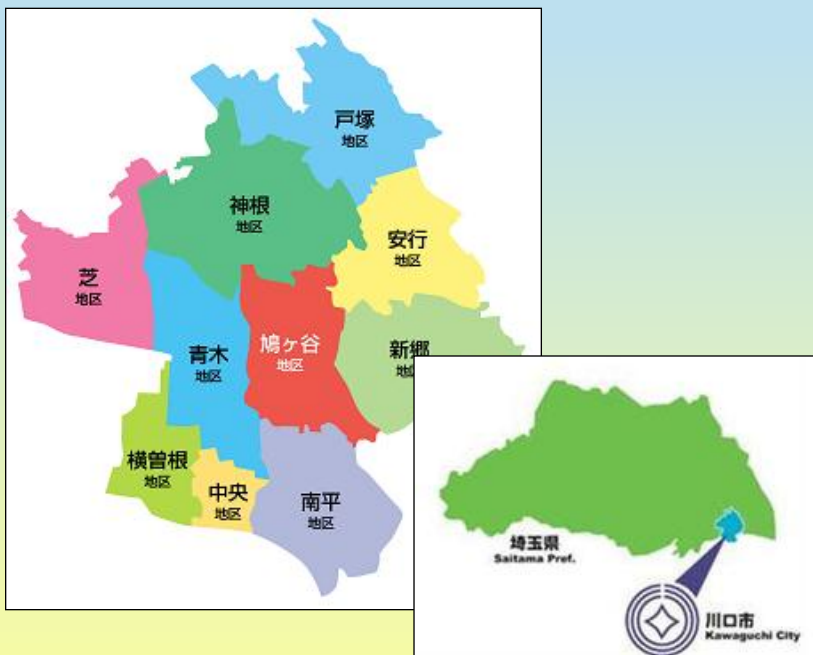 戸塚
地区
神根
地区
安行
地区
芝
地区
青木
地区
鳩ヶ谷
地区
新郷
横曽根
地区
中央
地区
南平
地区
埼玉県
Saitama Pref.
川口市
Kawaguchi City